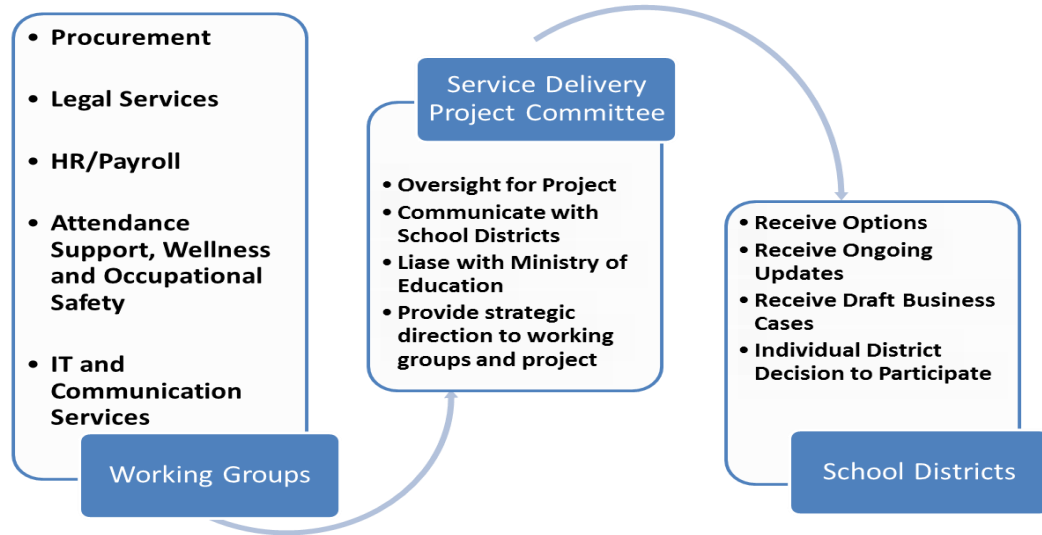 • Procurement
• Legal Services
• HR/Payroll
• Attendance
Support, Wellness
and Occupational
Safety
• IT and
Communication
Services
Working Groups
Service Delivery
Project Committee
• Oversight for Project
• Communicate with
School Districts
• Liase with Ministry of
Education
• Provide strategic
direction to working
groups and project
• Receive Options
• Receive Ongoing
Updates
• Receive Draft Business
Cases
• Individual District
Decision to Participate
School Districts